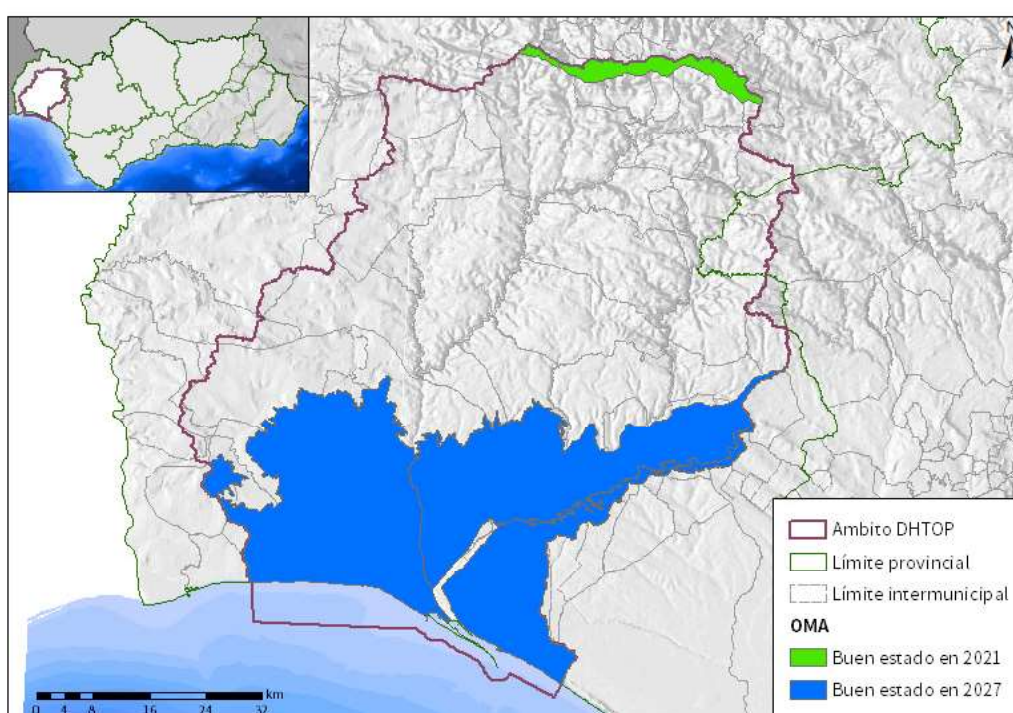 N
Ambito DHTOP
Límite provincial
Límite intermunicipal
OMA
Buen estado en 2021
Buen estado en 2027
km
0 4 8 16 24 32